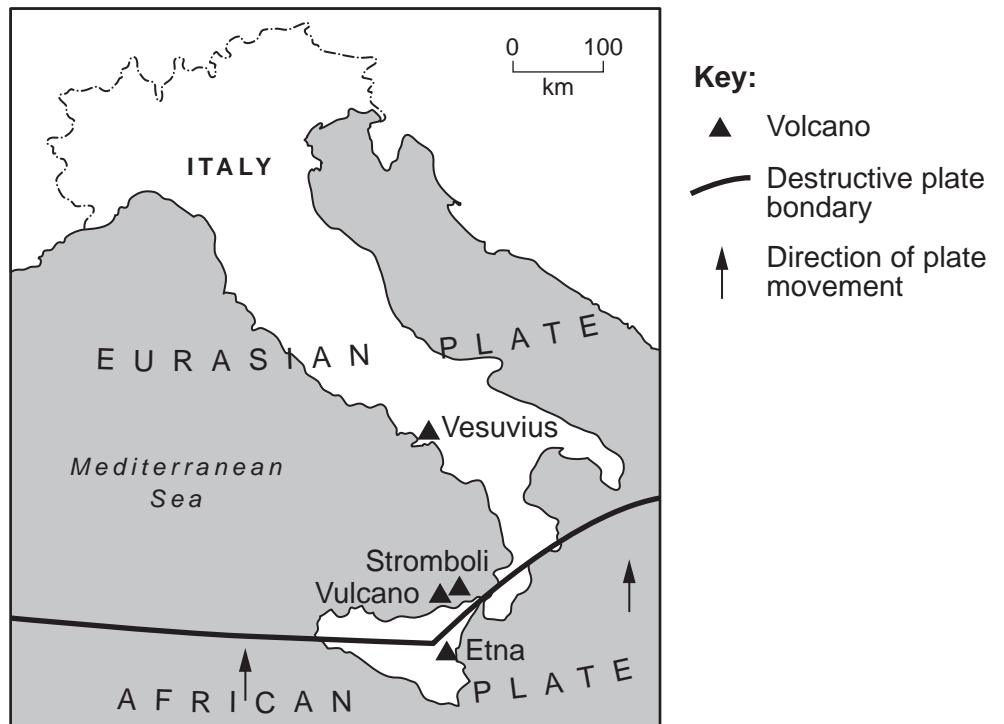 0 100
km
Key:
Volcano
Destructive plate
bondary
Direction of plate
movement
ITALY
EURASIAN PLATE
Vesuvius
Mediterranean
Sea
Stromboli
Vulcano
Etna
AFRICAN PLATE